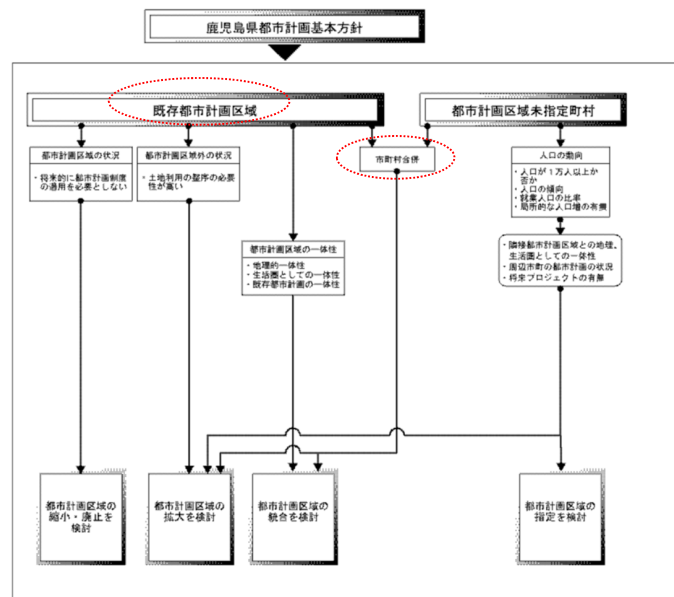 鹿児島県都市計画基本方針
既存都市計画区域
都市計画区域未指定町村
都市計画区域の状況
・将来的に都市計画制度
の適用を必要としない
都市計画区域外の状況
・土地利用の整序の必要
性が高い
市町村合併
人口の動向
・人口が1万人以上か
否か
・人口の傾向
・就業人口の比率
・局所的な人口増の有無
都市計画区域の一体性
・地理的一体性
・生活圏としての一体性
・既存都市計画の一体性
・隣接都市計画区域との地理、
生活圏としての一体性
・周辺市町の都市計画の状況
・将来プロジェクトの有無
都市計画区域の
縮小・廃止を
検討
都市計画区域の
拡大を検討
都市計画区域の
統合を検討
都市計画区域の
指定を検討